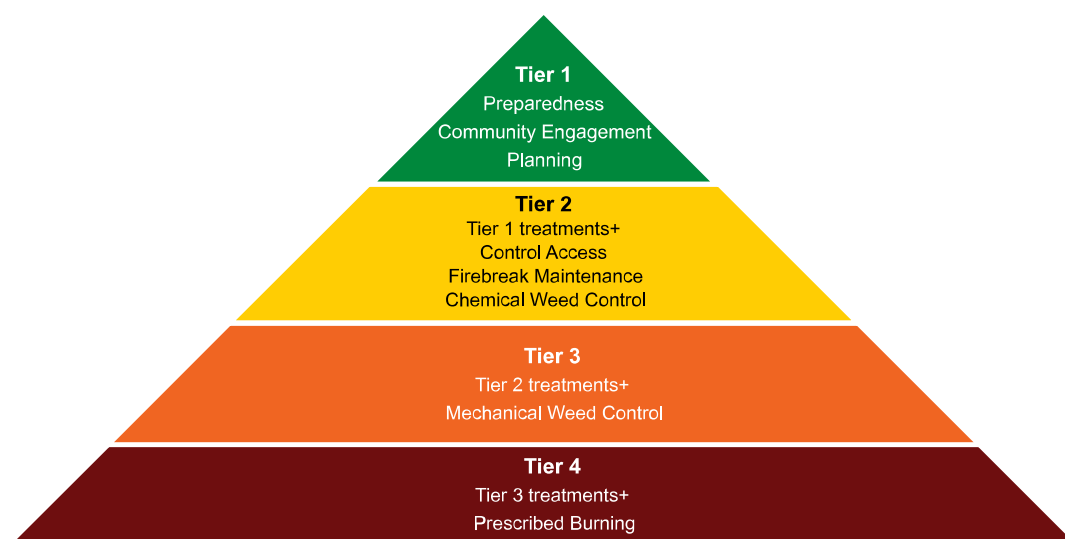 Tier 1
Preparedness
Community Engagement
Planning
Tier 2
Tier 1 treatments+
Control Access
Firebreak Maintenance
Chemical Weed Control
Tier 3
Tier 2 treatments+
Mechanical Weed Control
Tier 4
Tier 3 treatments+
Prescribed Burning